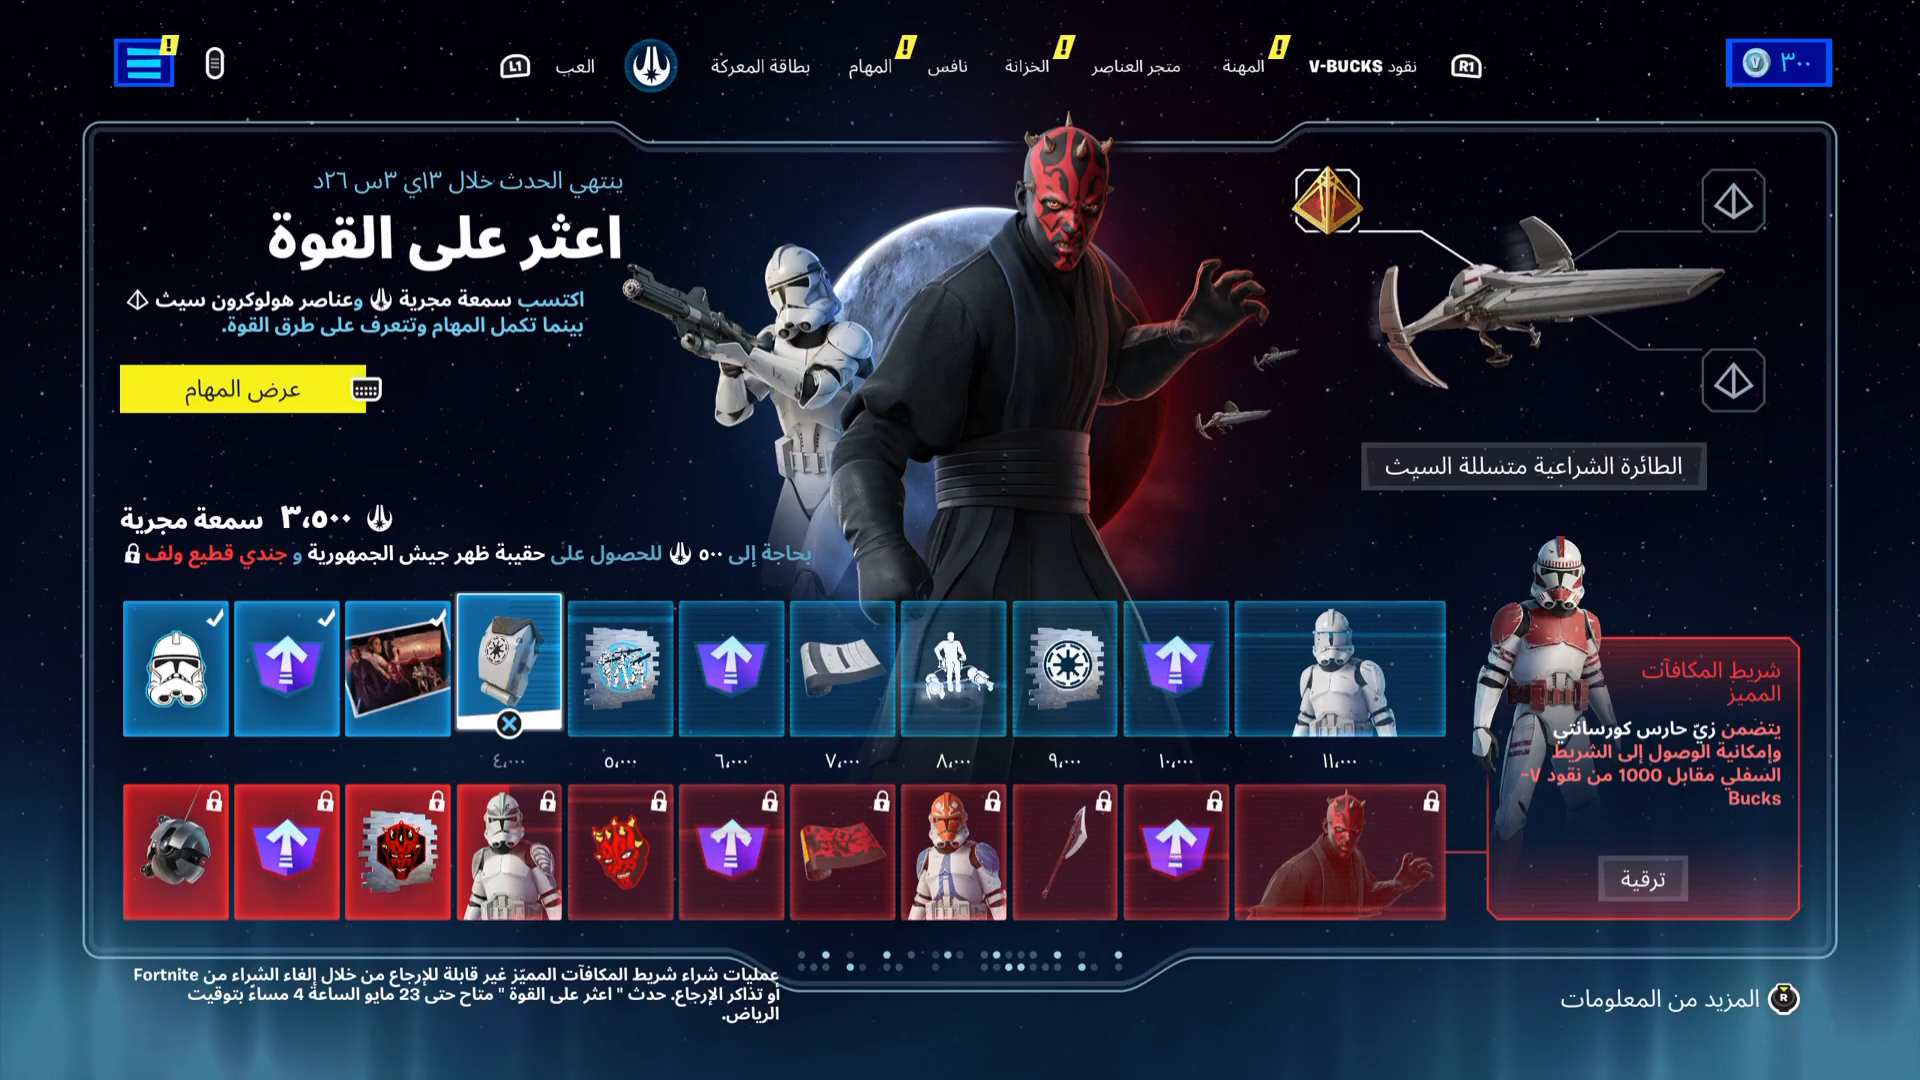 !
L1
العب
بطاقة المعركة
المهام !
نافس
الخزانة !
متجر العناصر
المهنة !
نقود V-BUCKS
R1
٣٠٠
ينتهي الحدث خلال ١٣ي ٣س ٢٦د
اعثر على القوة
اكتسب سمعة مجرية وعناصر هولوكرون سيث
بينما تكمل المهام وتتعرف على طرق القوة.
عرض المهام
الطائرة الشراعية متسللة السيث
٣،٥٠٠ سمعة مجرية
بحاجة إلى ٥٠٠ للحصول على حقيبة ظهر جيش الجمهورية و جندي قطيع ولف
٤،٠٠٠
٥،٠٠٠
٦،٠٠٠
٧،٠٠٠
٨،٠٠٠
٩،٠٠٠
١٠،٠٠٠
١١،٠٠٠
شريط المكافآت
المميز
يتضمن زيّ حارس كورسانتي
وإمكانية الوصول إلى الشريط
السفلي مقابل 1000 من نقود V-
Bucks
ترقية
عمليات شراء شريط المكافآت المميّز غير قابلة للإرجاع من خلال إلغاء الشراء من Fortnite
أو تذاكر الإرجاع. حدث " اعثر على القوة " متاح حتى 23 مايو الساعة 4 مساءً بتوقيت
الرياض.
R
المزيد من المعلومات